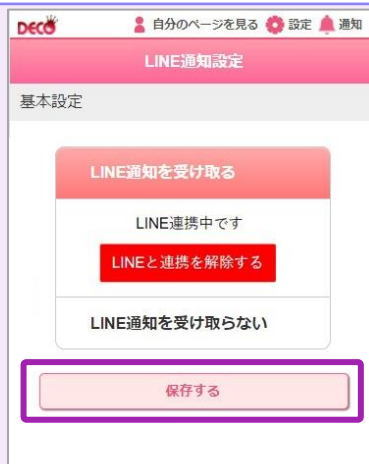 DECO 自分のページを見る 設定 通知
LINE通知設定
基本設定
LINE通知を受け取る
LINE連携中です
LINEと連携を解除する
LINE通知を受け取らない
保存する